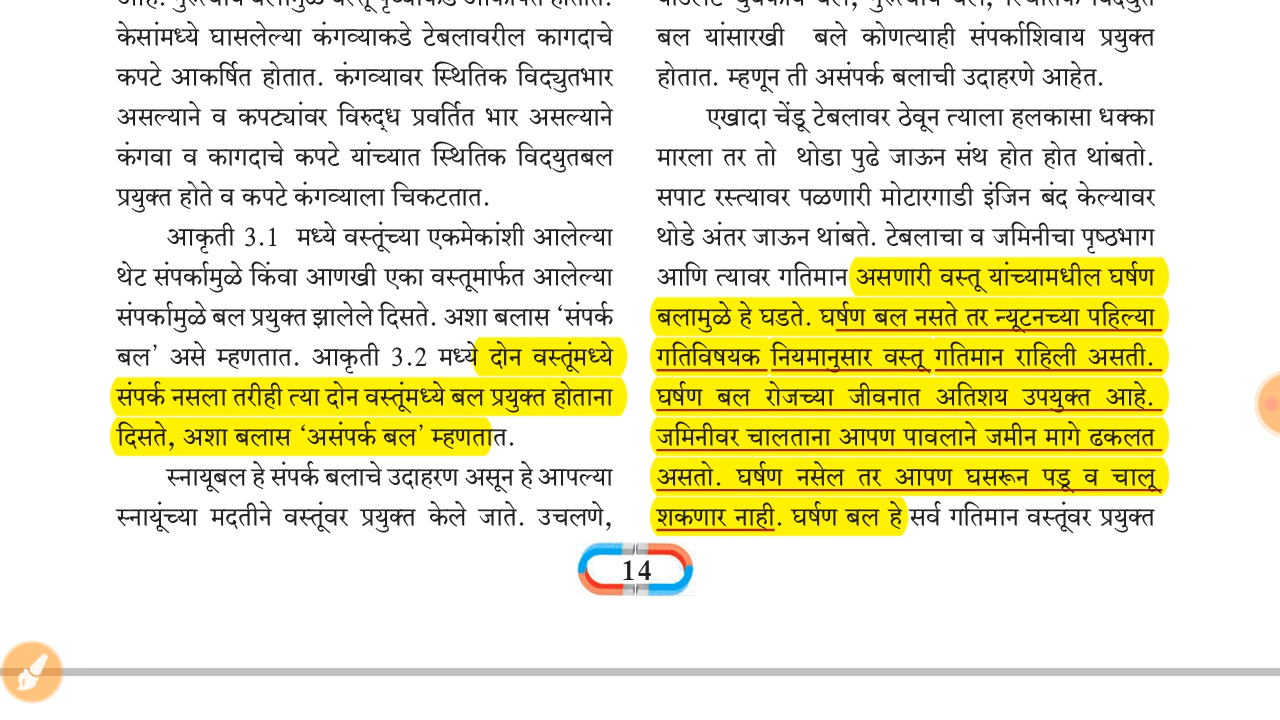 आहे. गुरुत्वीय बलामुळे वस्तू पृथ्वीकडे आकर्षित होतात.
केसांमध्ये घासलेल्या कंगव्याकडे टेबलावरील कागदाचे
कपटे आकर्षित होतात. कंगव्यावर स्थितिक विद्युतभार
असल्याने व कपट्यांवर विरुद्ध प्रवर्तित भार असल्याने
कंगवा व कागदाचे कपटे यांच्यात स्थितिक विद्युतबल
प्रयुक्त होते व कपटे कंगव्याला चिकटतात.
आकृती 3.1 मध्ये वस्तूंच्या एकमेकांशी आलेल्या
थेट संपर्कामुळे किंवा आणखी एका वस्तूमार्फत आलेल्या
संपर्कामुळे बल प्रयुक्त झालेले दिसते. अशा बलास ‘संपर्क
बल’ असे म्हणतात. आकृती 3.2 मध्ये दोन वस्तूंमध्ये
संपर्क नसला तरीही त्या दोन वस्तूंमध्ये बल प्रयुक्त होताना
दिसते, अशा बलास ‘असंपर्क बल’ म्हणतात.
स्नायूबल हे संपर्क बलाचे उदाहरण असून हे आपल्या
स्नायूंच्या मदतीने वस्तूंवर प्रयुक्त केले जाते. उचलणे,
चुंबकीय बल, गुरुत्वीय बल, स्थितिक विद्युत
बल यांसारखी बले कोणत्याही संपर्काशिवाय प्रयुक्त
होतात. म्हणून ती असंपर्क बलाची उदाहरणे आहेत.
एखादा चेंडू टेबलावर ठेवून त्याला हलकासा धक्का
मारला तर तो थोडा पुढे जाऊन संथ होत होत थांबतो.
सपाट रस्त्यावर पळणारी मोटारगाडी इंजिन बंद केल्यावर
थोडे अंतर जाऊन थांबते. टेबलाचा व जमिनीचा पृष्ठभाग
आणि त्यावर गतिमान असणारी वस्तू यांच्यामधील घर्षण
बलामुळे हे घडते. घर्षण बल नसते तर न्यूटनच्या पहिल्या
गतिविषयक नियमानुसार वस्तू गतिमान राहिली असती.
घर्षण बल रोजच्या जीवनात अतिशय उपयुक्त आहे.
जमिनीवर चालताना आपण पावलाने जमीन मागे ढकलत
असतो. घर्षण नसेल तर आपण घसरून पडू व चालू
शकणार नाही. घर्षण बल हे सर्व गतिमान वस्तूंवर प्रयुक्त
14